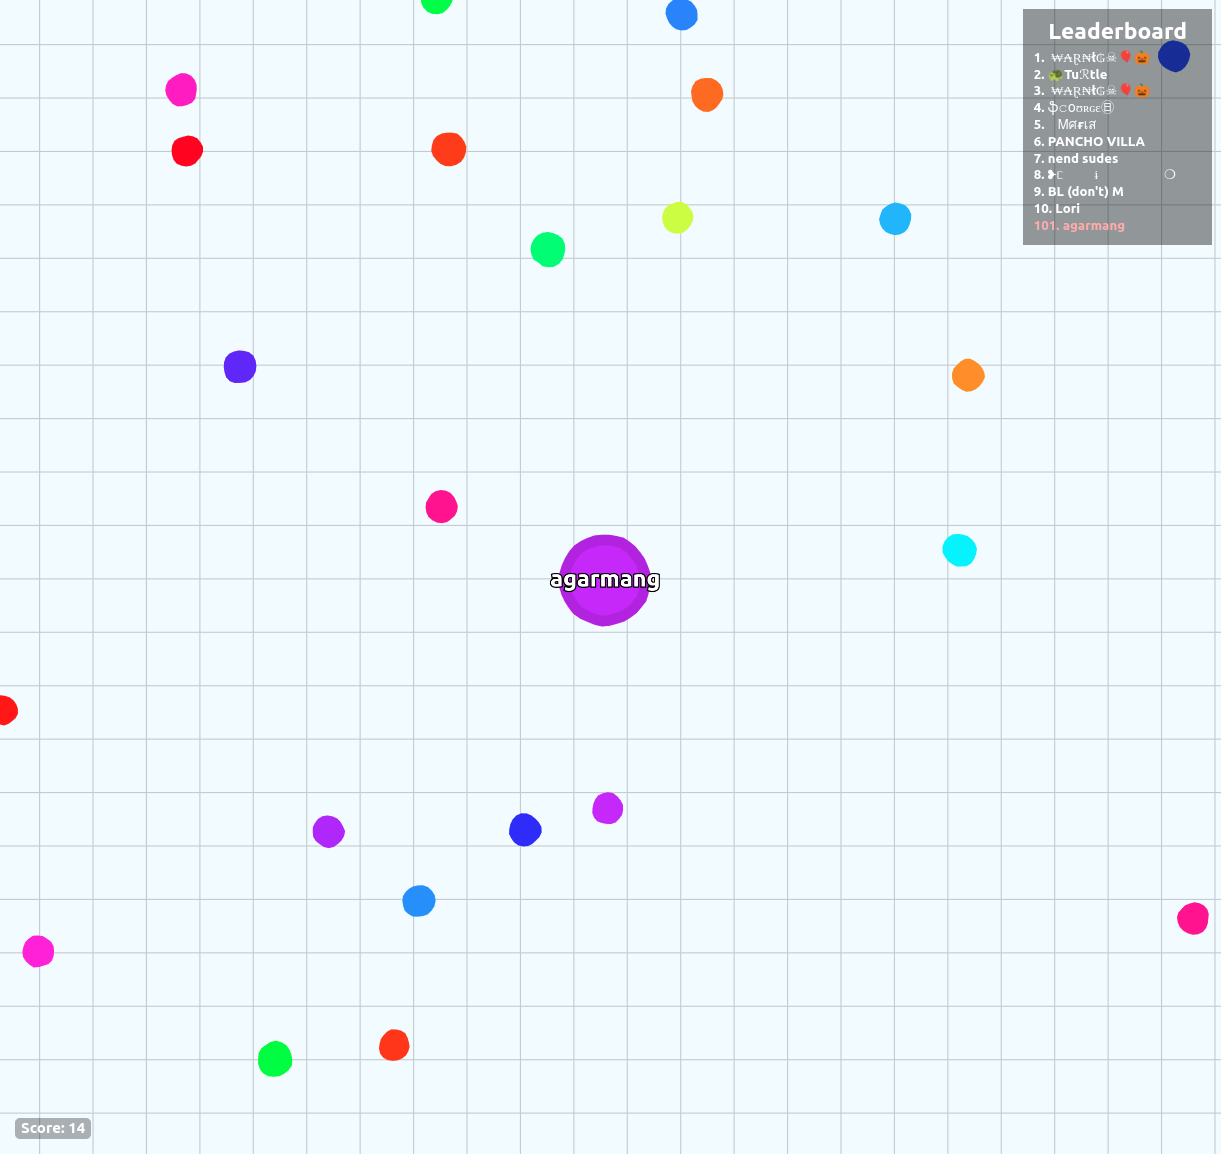 Leaderboard
1. ₩₳Ɽ₦ł₲☠🎈🎃
2. 🐢Tuℛtle
3. ₩₳Ɽ₦ł₲☠🎈🎃
4.
5.
6. PANCHO VILLA
7. nend sudes
8.
9. BL (don't) M
10. Lori
101. agarmang
agarmang
Score: 14